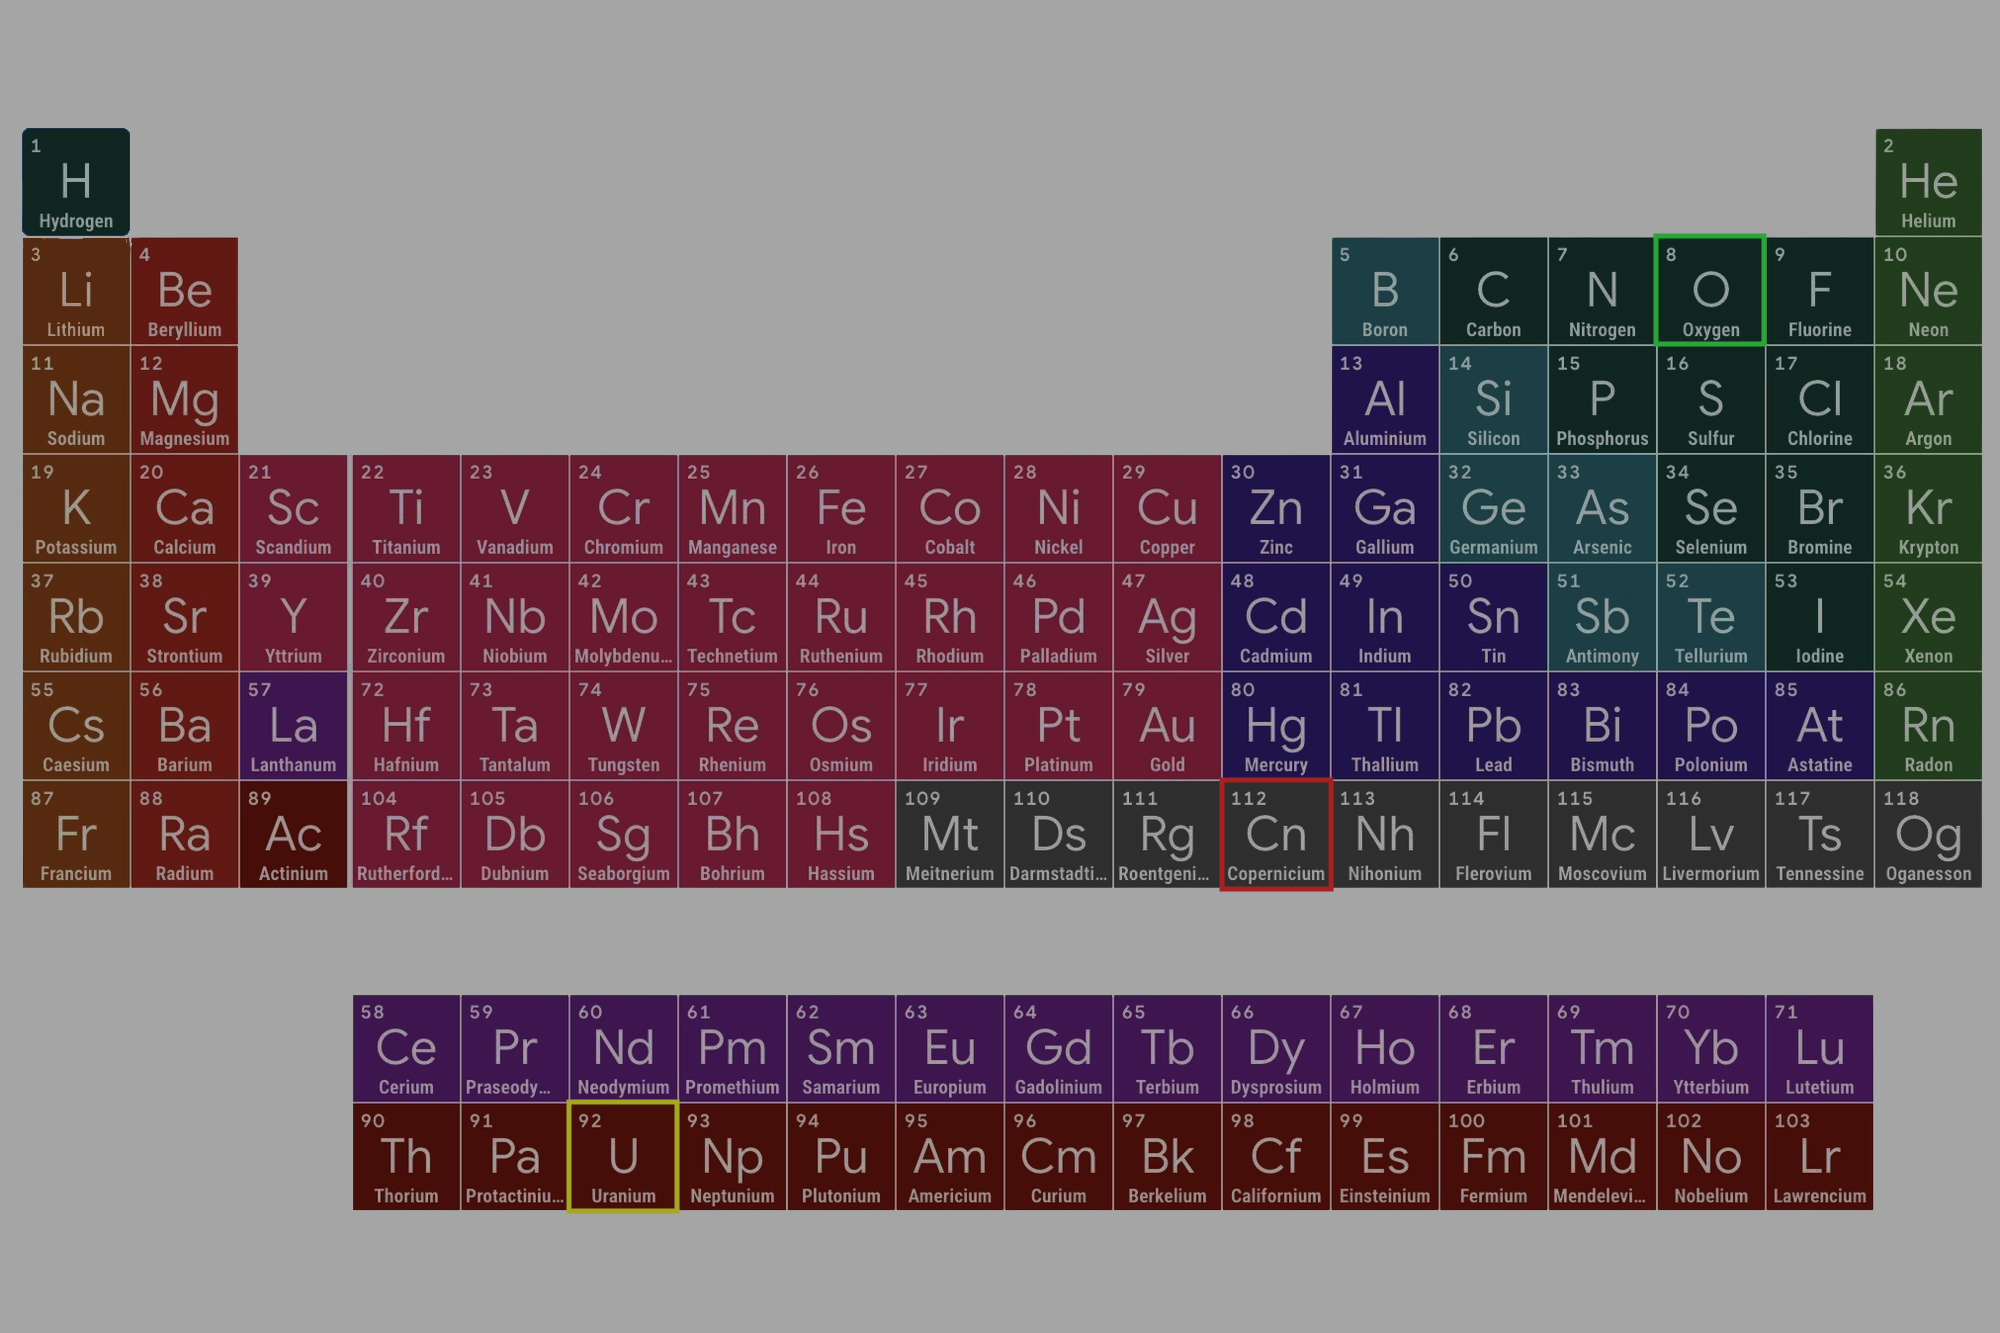 1 2
H He
Hydrogen Helium
3 4 5 6 7 8 9 10
Li Be B C N O F Ne
Lithium Beryllium Boron Carbon Nitrogen Oxygen Fluorine Neon
11 12 13 14 15 16 17 18
Na Mg Al Si P S Cl Ar
Sodium Magnesium Aluminium Silicon Phosphorus Sulfur Chlorine Argon
19 20 21 22 23 24 25 26 27 28 29 30 31 32 33 34 35 36
K Ca Sc Ti V Cr Mn Fe Co Ni Cu Zn Ga Ge As Se Br Kr
Potassium Calcium Scandium Titanium Vanadium Chromium Manganese Iron Cobalt Nickel Copper Zinc Gallium Germanium Arsenic Selenium Bromine Krypton
37 38 39 40 41 42 43 44 45 46 47 48 49 50 51 52 53 54
Rb Sr Y Zr Nb Mo Tc Ru Rh Pd Ag Cd In Sn Sb Te I Xe
Rubidium Strontium Yttrium Zirconium Niobium Molybdenu... Technetium Ruthenium Rhodium Palladium Silver Cadmium Indium Tin Antimony Tellurium Iodine Xenon
55 56 57 72 73 74 75 76 77 78 79 80 81 82 83 84 85 86
Cs Ba La Hf Ta W Re Os Ir Pt Au Hg Tl Pb Bi Po At Rn
Caesium Barium Lanthanum Hafnium Tantalum Tungsten Rhenium Osmium Iridium Platinum Gold Mercury Thallium Lead Bismuth Polonium Astatine Radon
87 88 89 104 105 106 107 108 109 110 111 112 113 114 115 116 117 118
Fr Ra Ac Rf Db Sg Bh Hs Mt Ds Rg Cn Nh Fl Mc Lv Ts Og
Francium Radium Actinium Rutherford... Dubnium Seaborgium Bohrium Hassium Meitnerium Darmstadti... Roentgeni... Copernicium Nihonium Flerovium Moscovium Livermorium Tennessine Oganesson
58 59 60 61 62 63 64 65 66 67 68 69 70 71
Ce Pr Nd Pm Sm Eu Gd Tb Dy Ho Er Tm Yb Lu
Cerium Praseody... Neodymium Promethium Samarium Europium Gadolinium Terbium Dysprosium Holmium Erbium Thulium Ytterbium Lutetium
90 91 92 93 94 95 96 97 98 99 100 101 102 103
Th Pa U Np Pu Am Cm Bk Cf Es Fm Md No Lr
Thorium Protactiniu... Uranium Neptunium Plutonium Americium Curium Berkelium Californium Einsteinium Fermium Mendelevi... Nobelium Lawrencium